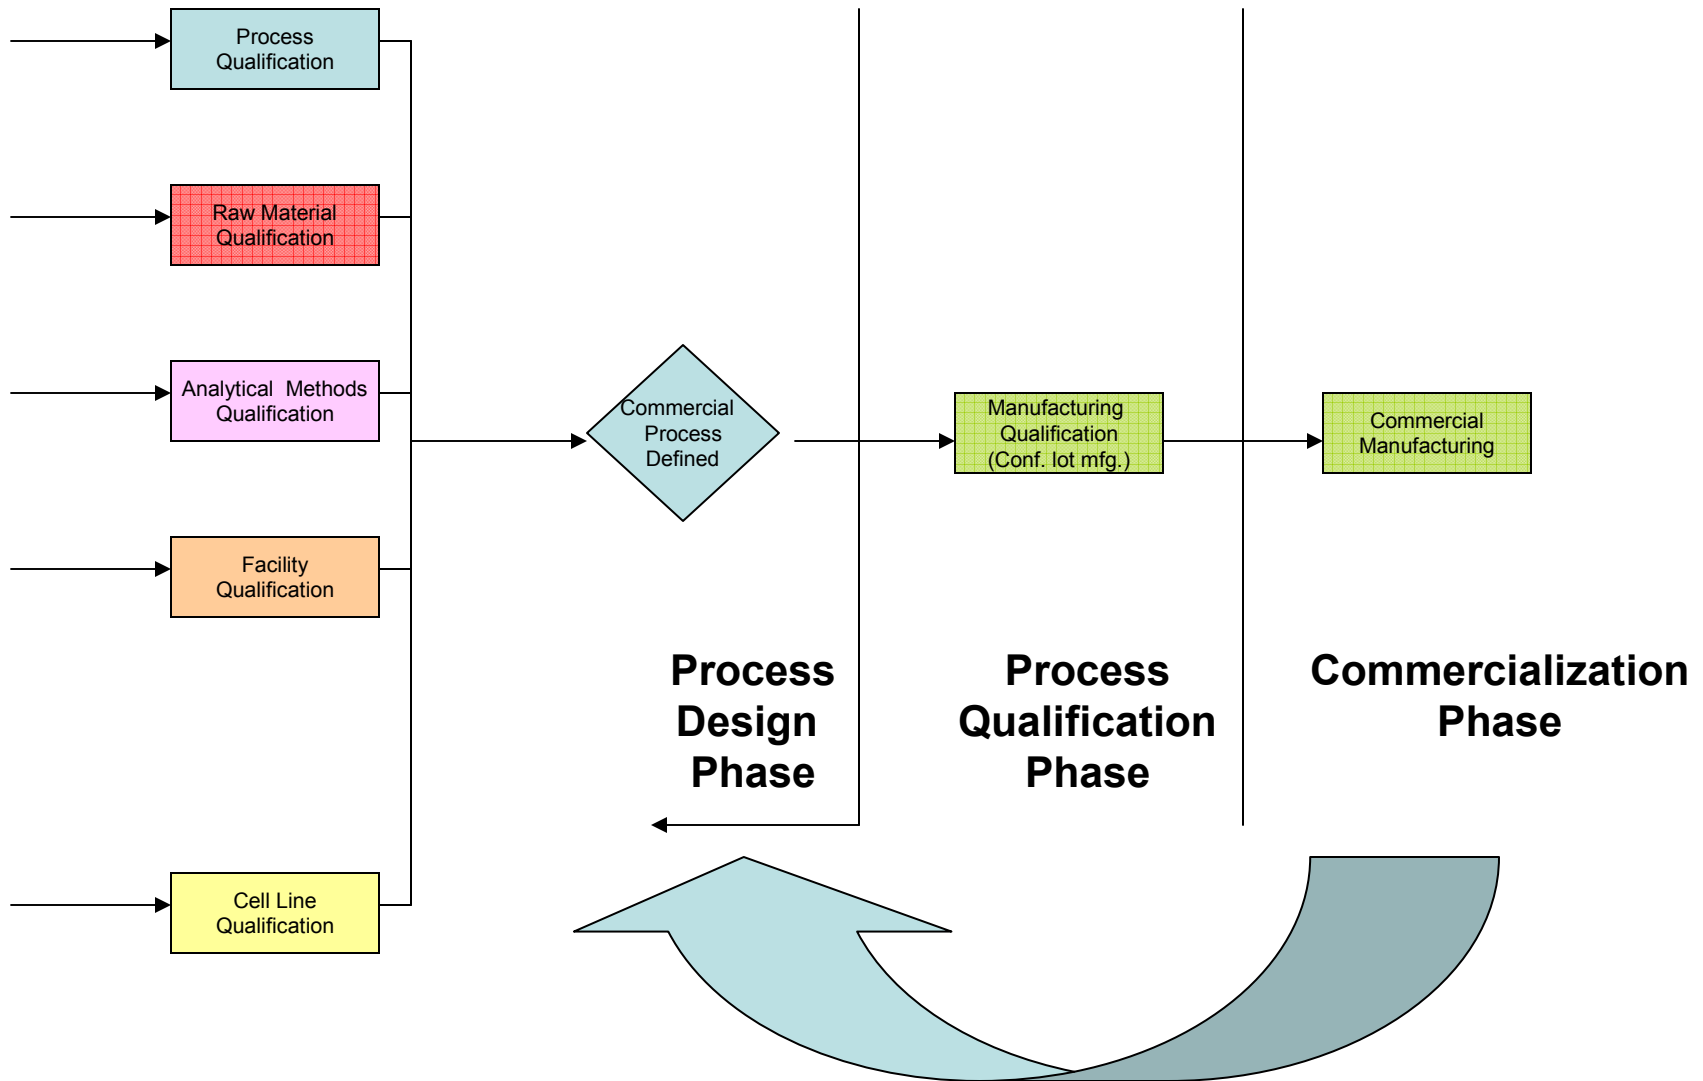 Process
Qualification
Raw Material
Qualification
Analytical Methods
Qualification
Facility
Qualification
Cell Line
Qualification
Commercial
Process
Defined
Manufacturing
Qualification
(Conf. lot mfg.)
Commercial
Manufacturing
Process
Design
Phase
Process
Qualification
Phase
Commercialization
Phase